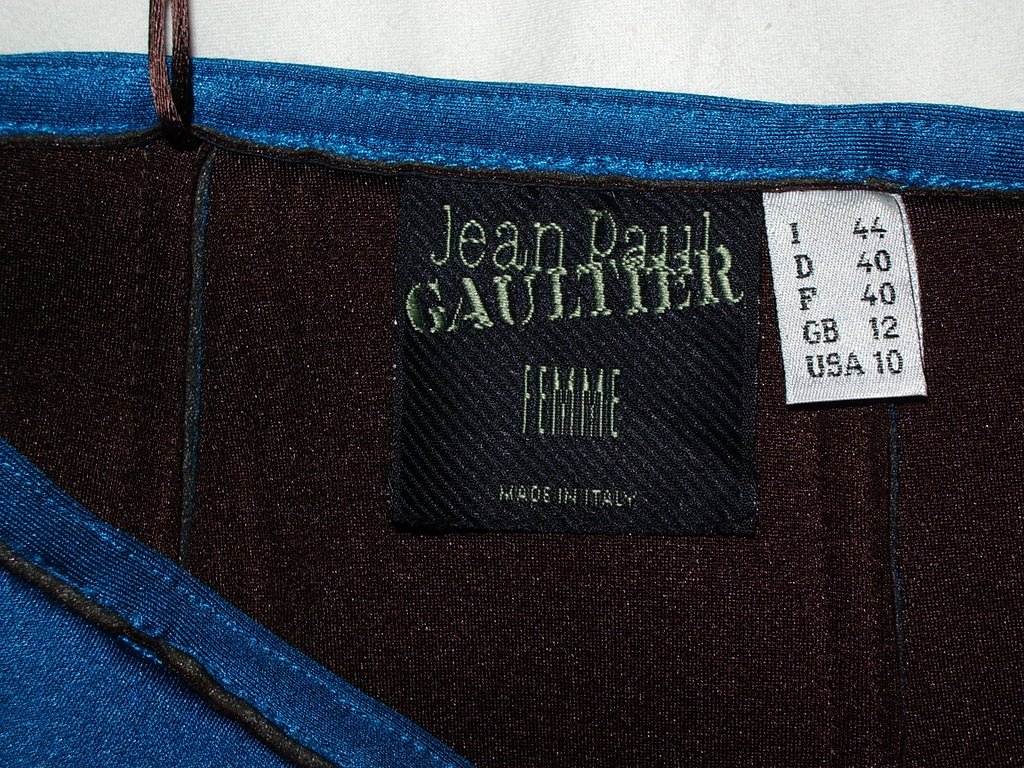 Jean Paul
GAULTIER
FEMME
MADE IN ITALY
I 44
D 40
F 40
GB 12
USA 10